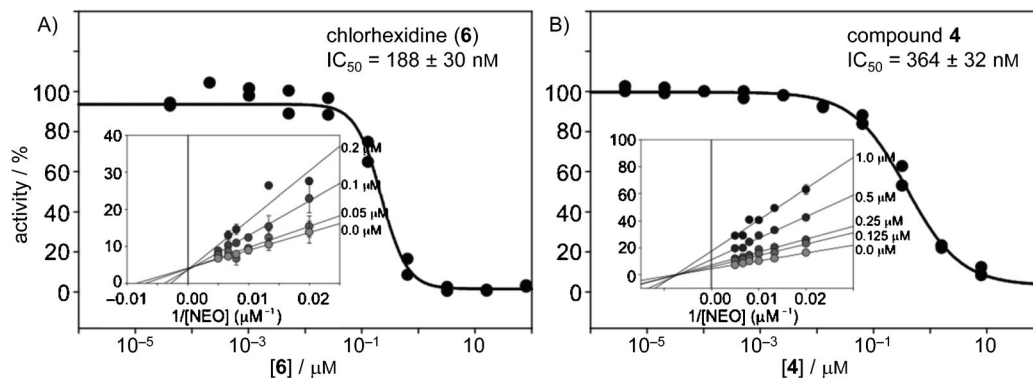 A)
chlorhexidine (6)
IC50 = 188 ± 30 nM
activity / %
100
80
60
40
20
0
10⁻⁵
10⁻³
10⁻¹
10
[6] / μM
40
30
20
10
0
−0.01
0.00
0.01
0.02
1/[NEO] (μM⁻¹)
0.2 μM
0.1 μM
0.05 μM
0.0 μM
B)
compound 4
IC50 = 364 ± 32 nM
100
80
60
40
20
0
10⁻⁵
10⁻³
10⁻¹
10
[4] / μM
100
80
60
40
20
0
0.00
0.01
0.02
1/[NEO] (μM⁻¹)
1.0 μM
0.5 μM
0.25 μM
0.125 μM
0.0 μM